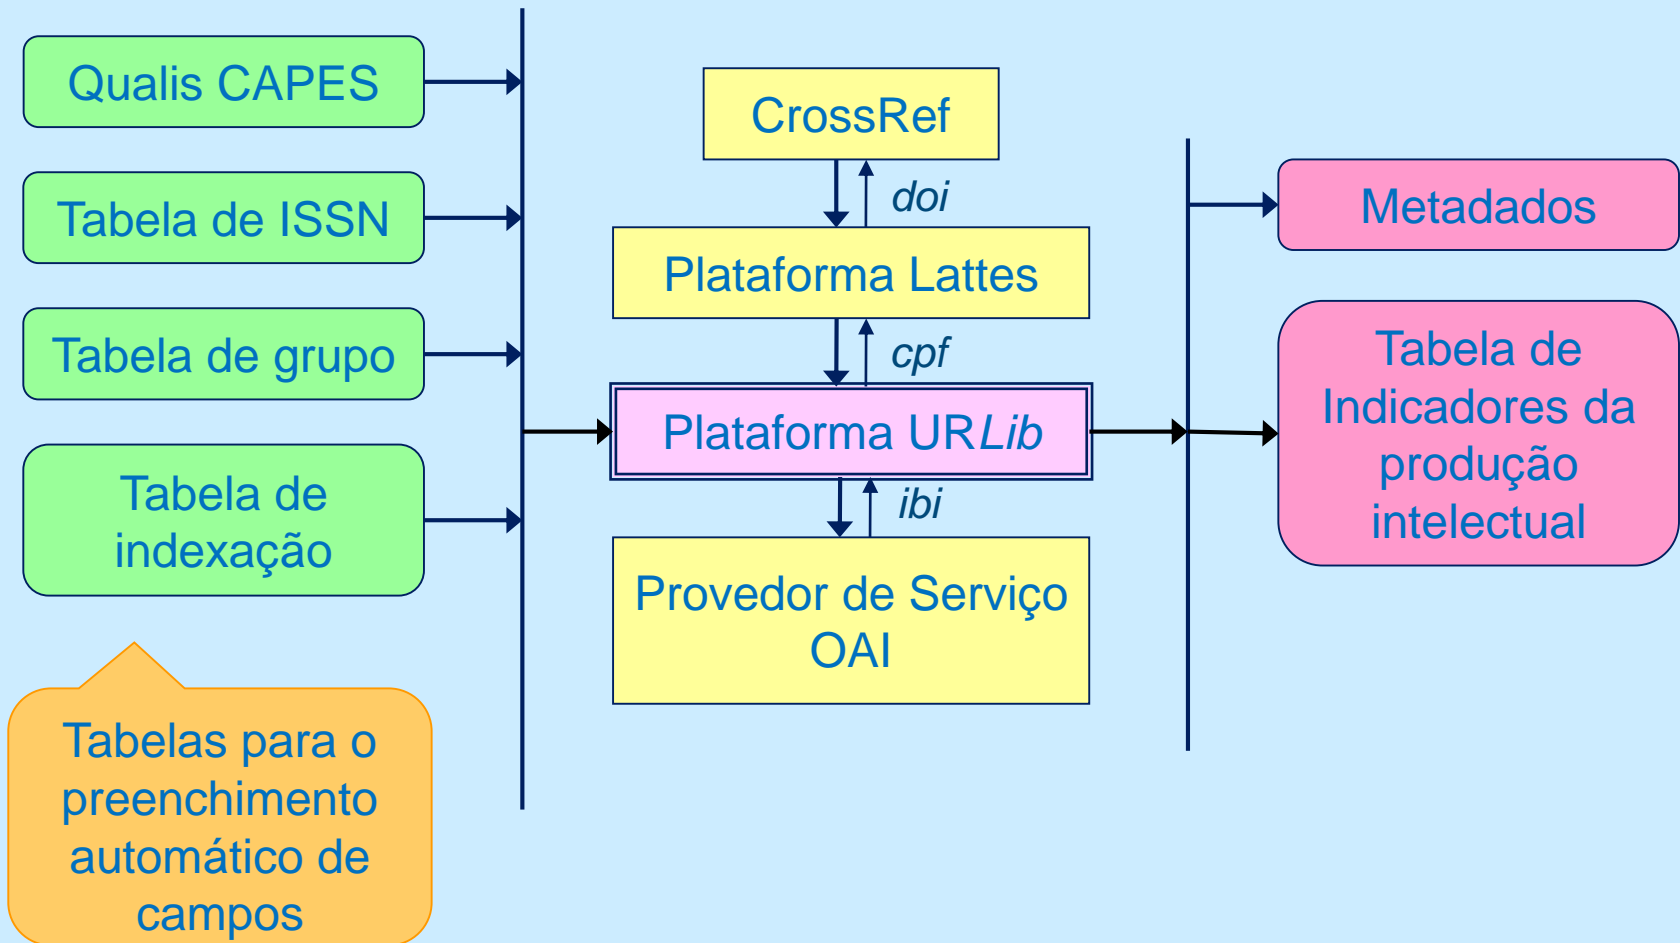 Qualis CAPES
Tabela de ISSN
Tabela de grupo
Tabela de
indexação
Tabelas para o
preenchimento
automático de
campos
CrossRef
doi
Plataforma Lattes
cpf
Plataforma URLib
ibi
Provedor de Serviço
OAI
Metadados
Tabela de
Indicadores da
produção
intelectual